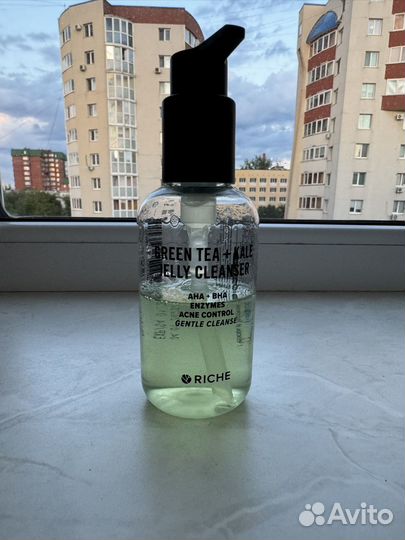 GREEN TEA + KALE
JELLY CLEANSER
AHA + BHA
ENZYMES
ACNE CONTROL
GENTLE CLEANSE
RICHE
Avito